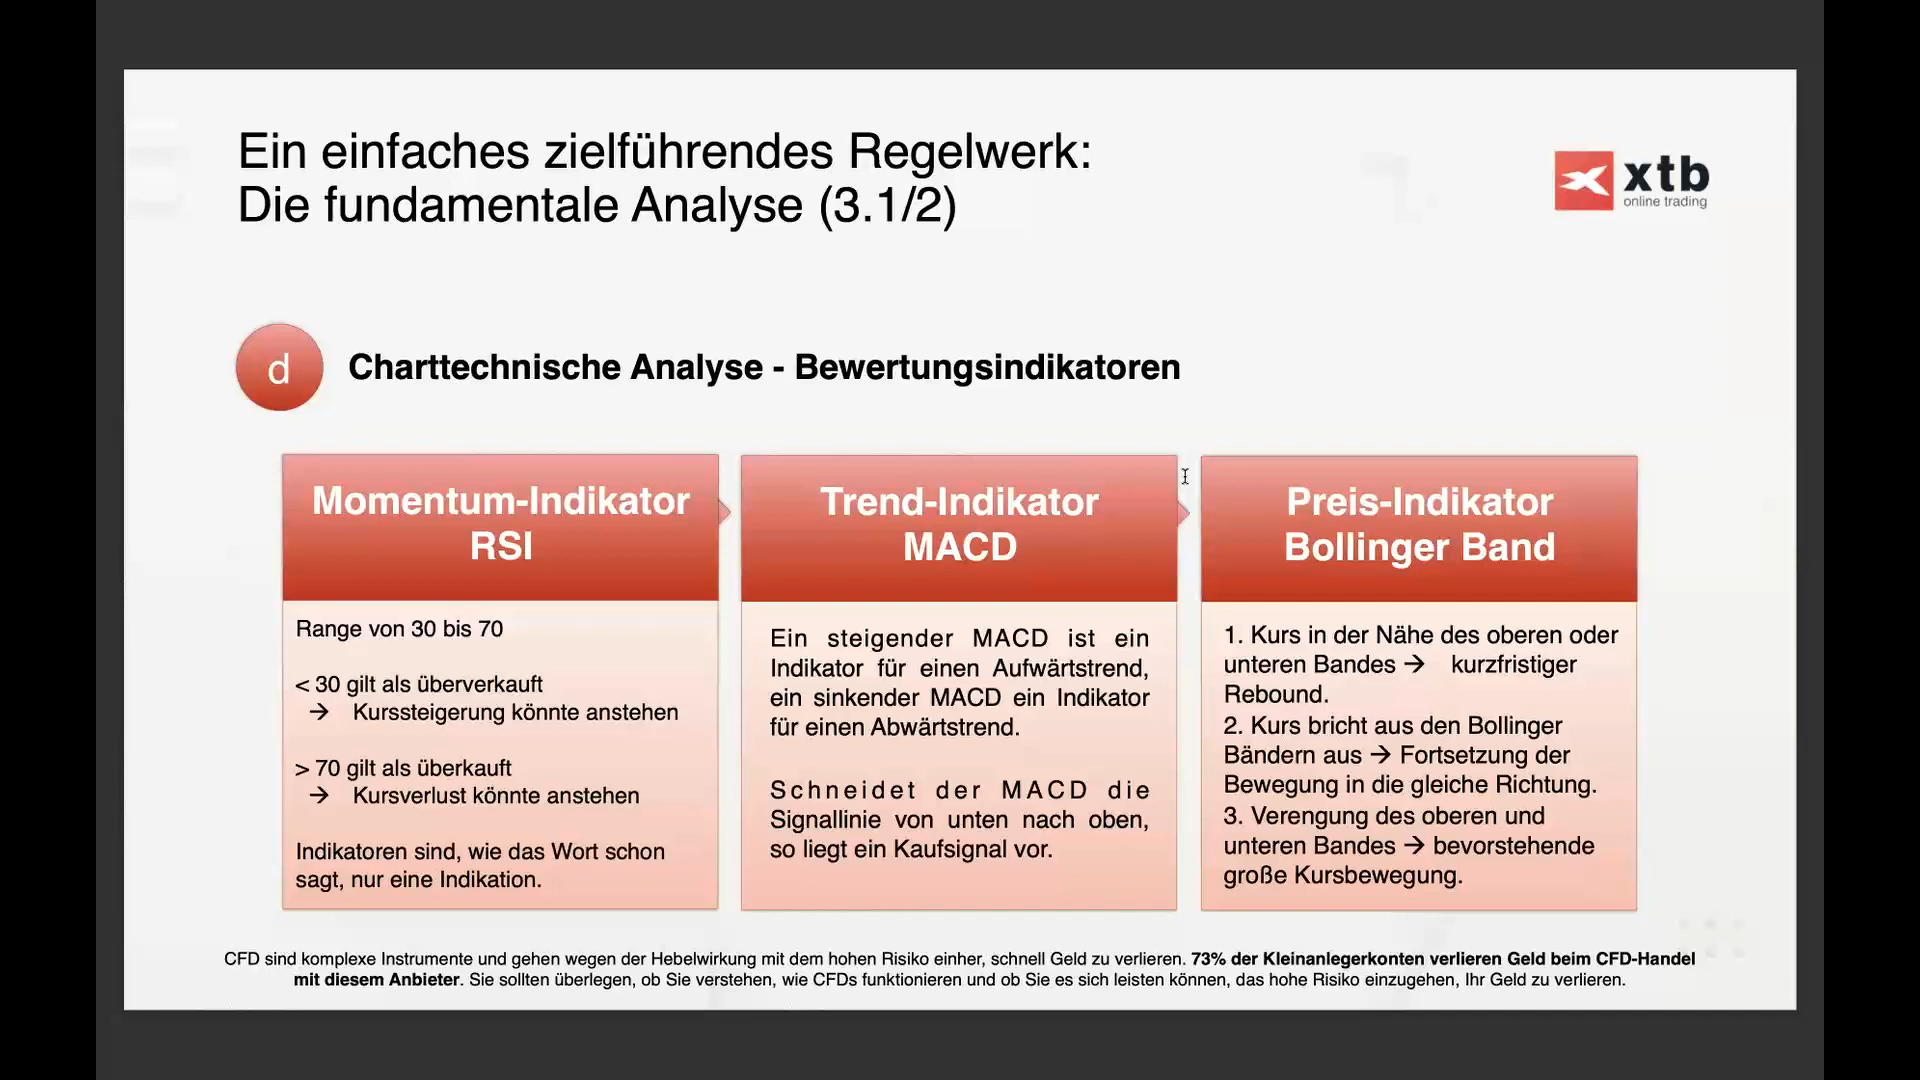 Ein einfaches zielführendes Regelwerk:
Die fundamentale Analyse (3.1/2)
xtb
online trading
d
Charttechnische Analyse - Bewertungsindikatoren
Momentum-Indikator
RSI
Range von 30 bis 70
< 30 gilt als überverkauft
→ Kurssteigerung könnte anstehen
> 70 gilt als überkauft
→ Kursverlust könnte anstehen
Indikatoren sind, wie das Wort schon
sagt, nur eine Indikation.
Trend-Indikator
MACD
Ein steigender MACD ist ein
Indikator für einen Aufwärtstrend,
ein sinkender MACD ein Indikator
für einen Abwärtstrend.
Schneidet der MACD die
Signallinie von unten nach oben,
so liegt ein Kaufsignal vor.
Preis-Indikator
Bollinger Band
1. Kurs in der Nähe des oberen oder
unteren Bandes → kurzfristiger
Rebound.
2. Kurs bricht aus den Bollinger
Bändern aus → Fortsetzung der
Bewegung in die gleiche Richtung.
3. Verengung des oberen und
unteren Bandes → bevorstehende
große Kursbewegung.
CFD sind komplexe Instrumente und gehen wegen der Hebelwirkung mit dem hohen Risiko einher, schnell Geld zu verlieren. 73% der Kleinanlegerkonten verlieren Geld beim CFD-Handel
mit diesem Anbieter. Sie sollten überlegen, ob Sie verstehen, wie CFDs funktionieren und ob Sie es sich leisten können, das hohe Risiko einzugehen, Ihr Geld zu verlieren.